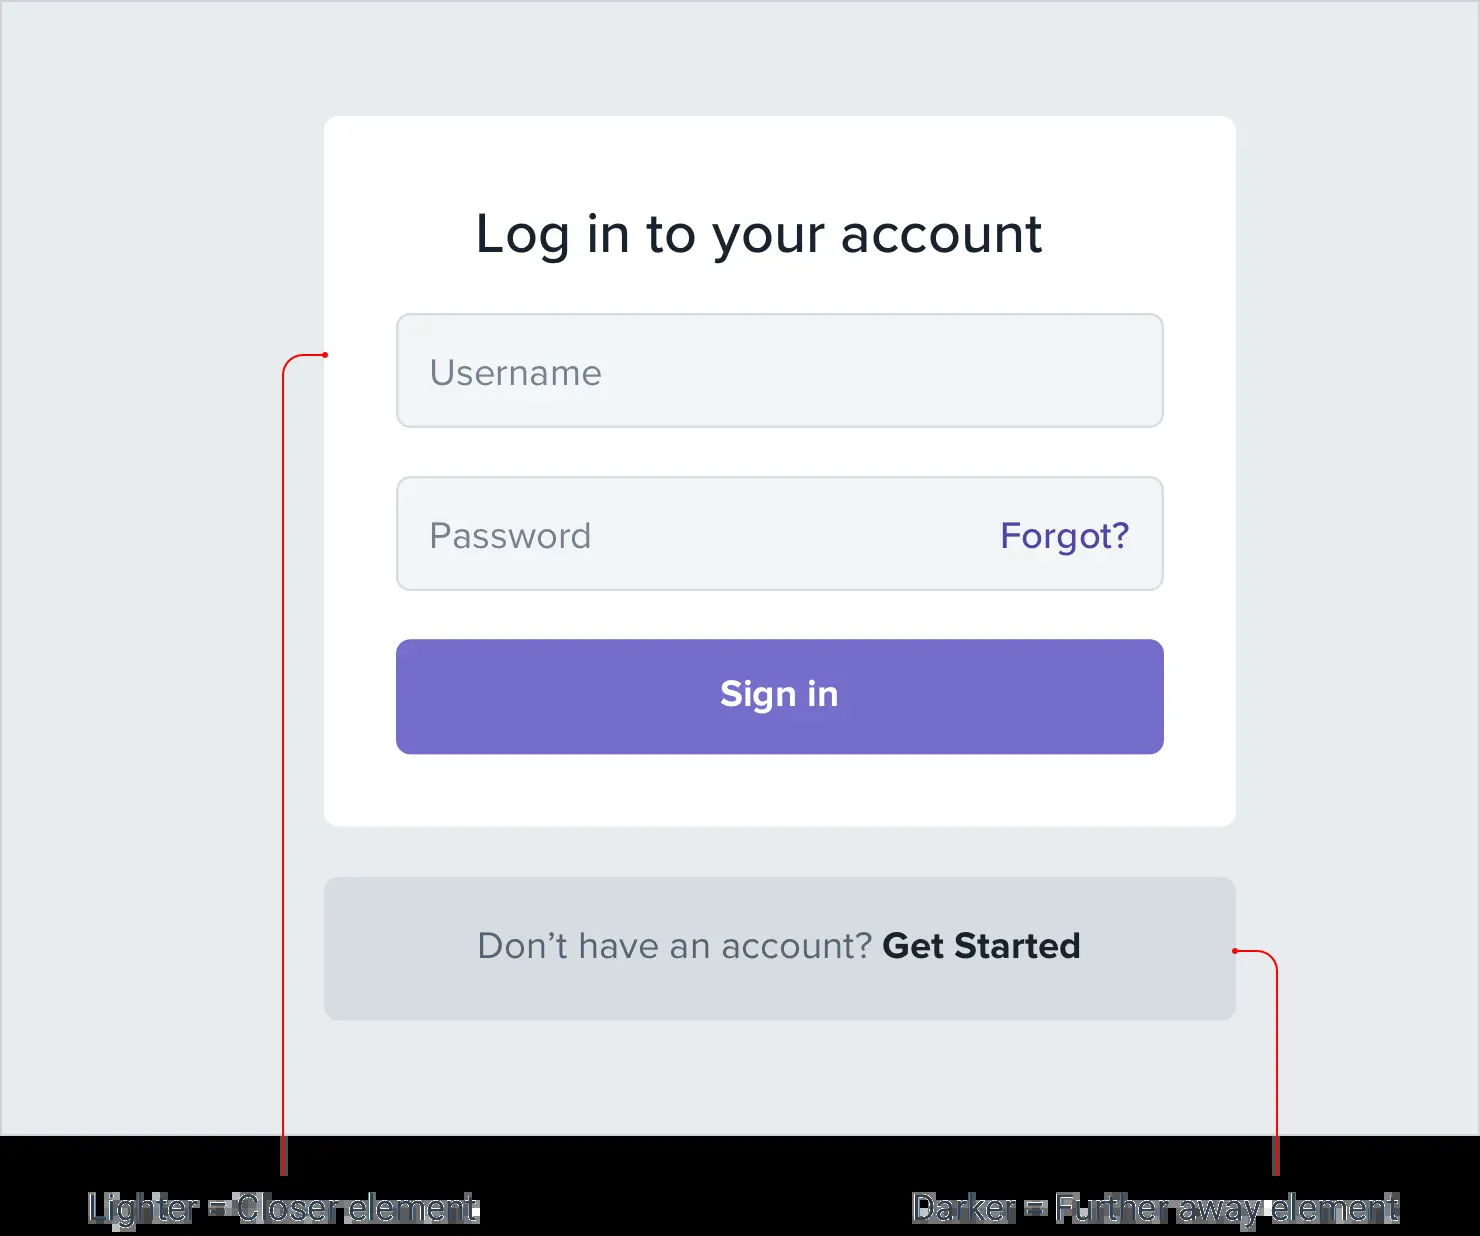 Log in to your account
Username
Password Forgot?
Sign in
Don’t have an account? Get Started
Lighter = Closer element
Darker = Further away element